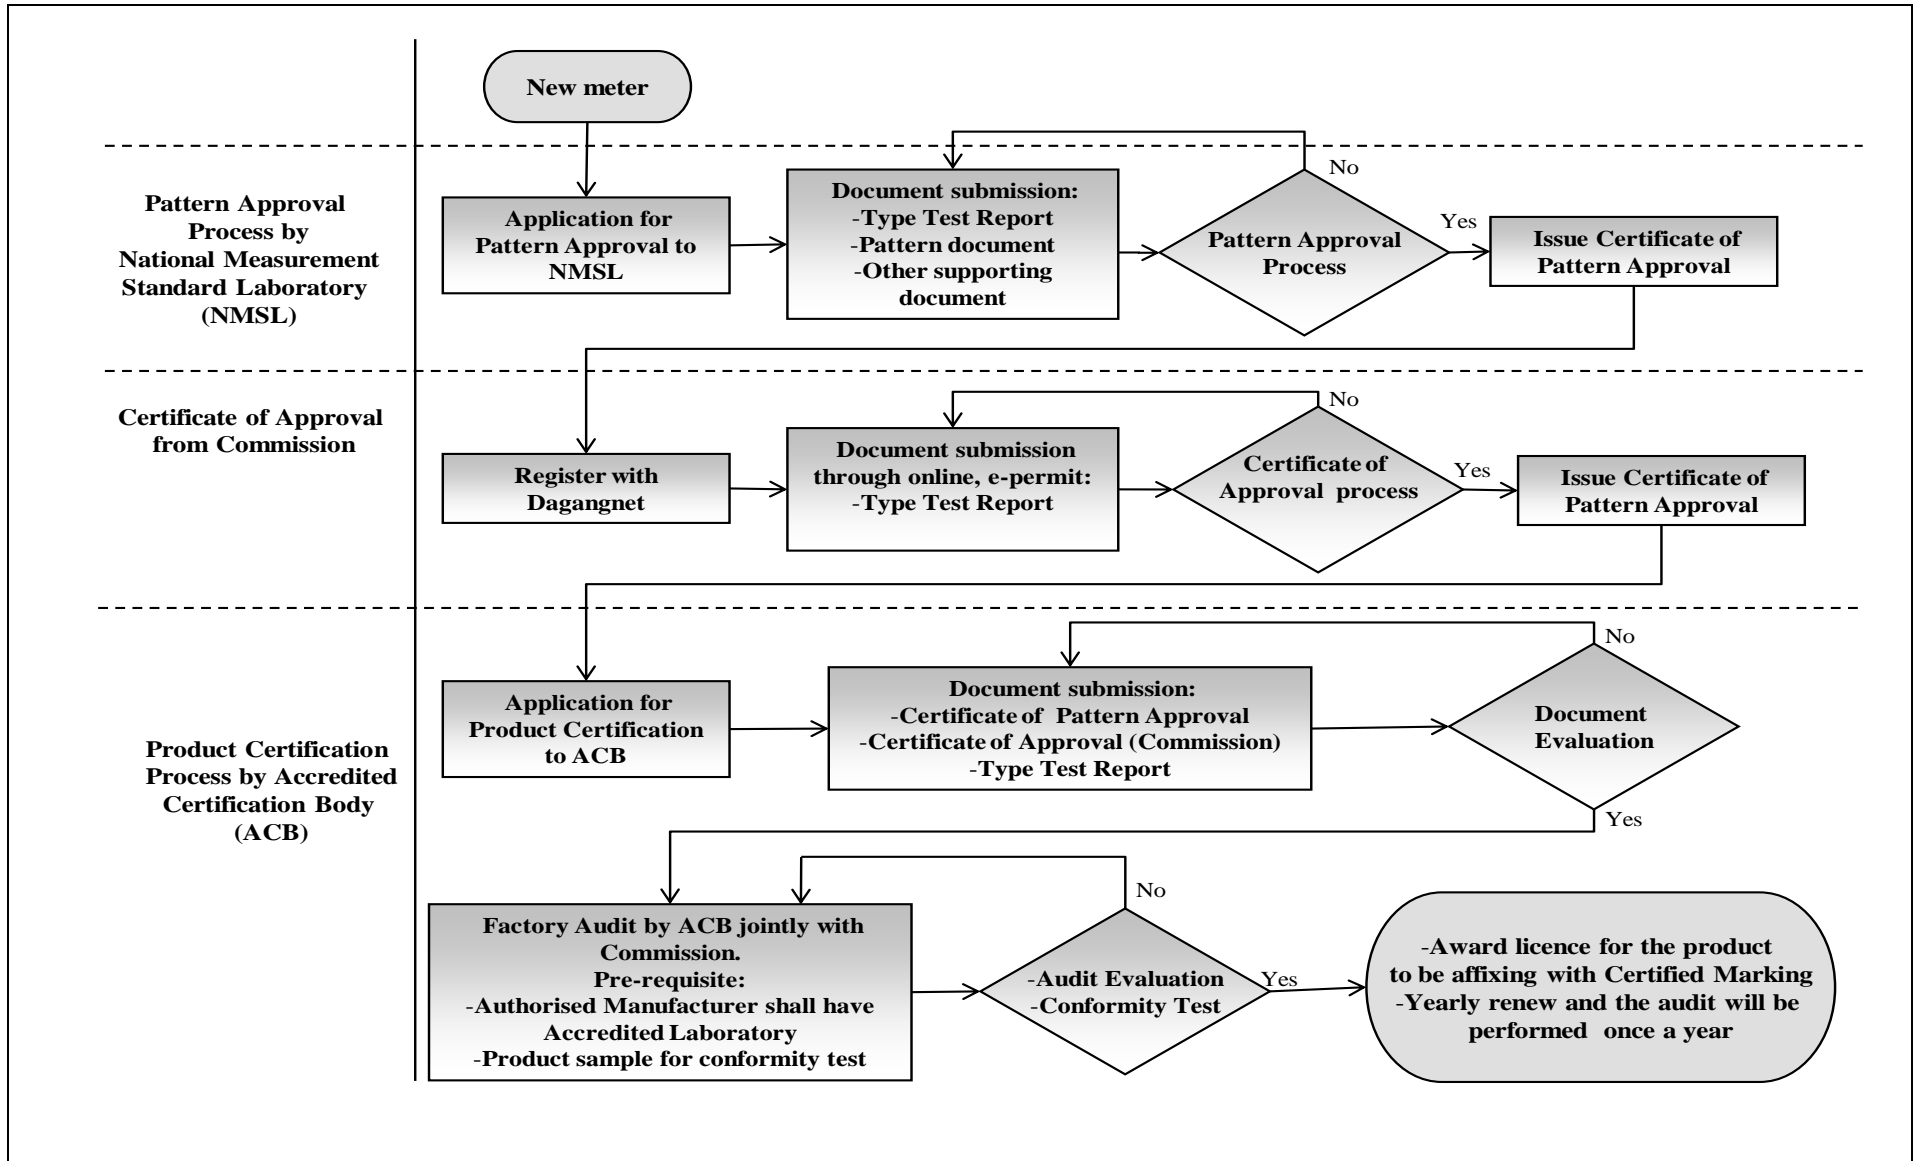 New meter
Pattern Approval
Process by
National Measurement
Standard Laboratory
(NMSL)
Application for
Pattern Approval to
NMSL
Document submission:
-Type Test Report
-Pattern document
-Other supporting
document
No
Pattern Approval
Process
Yes
Issue Certificate of
Pattern Approval
Certificate of Approval
from Commission
Register with
Dagangnet
Document submission
through online, e-permit:
-Type Test Report
No
Certificate of
Approval process
Yes
Issue Certificate of
Pattern Approval
Product Certification
Process by Accredited
Certification Body
(ACB)
Application for
Product Certification
to ACB
Document submission:
-Certificate of Pattern Approval
-Certificate of Approval (Commission)
-Type Test Report
No
Document
Evaluation
Yes
Factory Audit by ACB jointly with
Commission.
Pre-requisite:
-Authorised Manufacturer shall have
Accredited Laboratory
-Product sample for conformity test
No
-Audit Evaluation
-Conformity Test
Yes
-Award licence for the product
to be affixing with Certified Marking
-Yearly renew and the audit will be
performed once a year